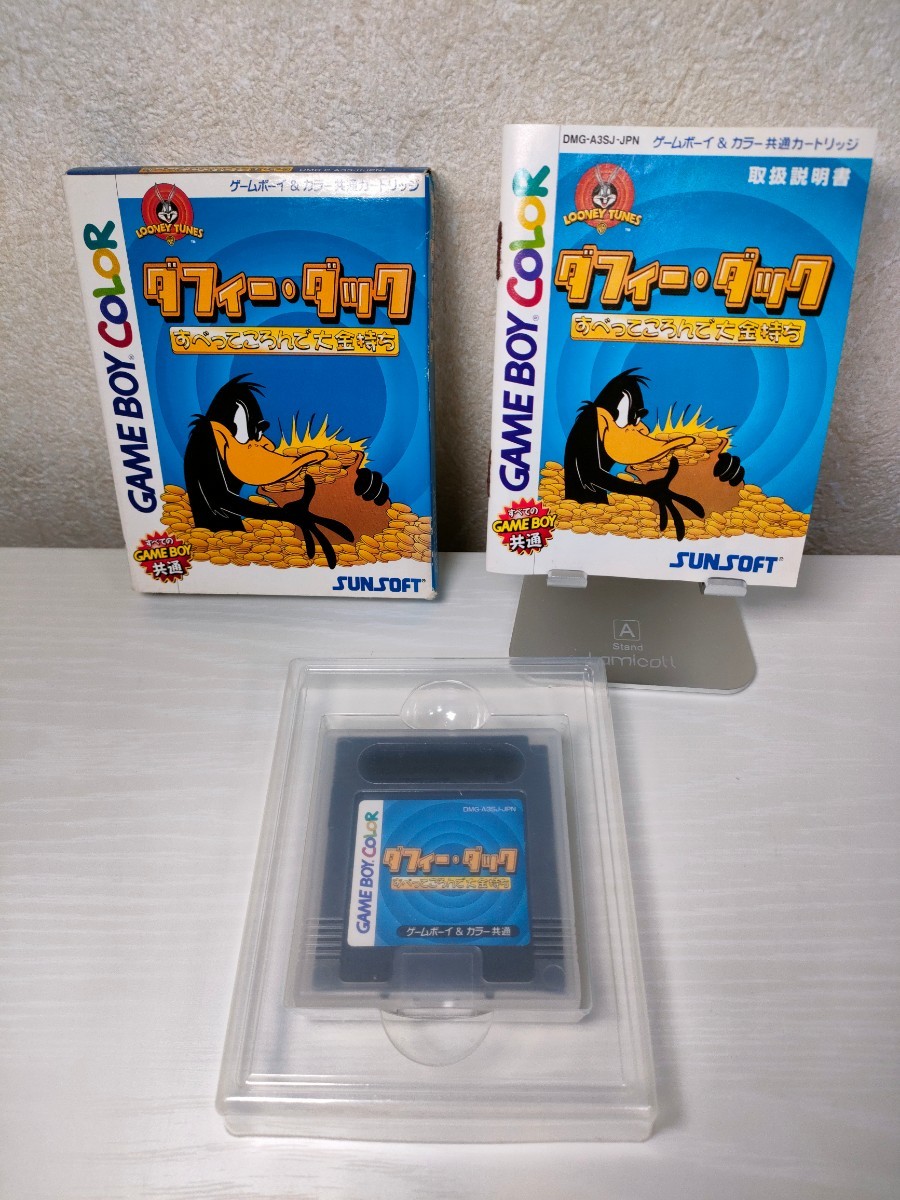 ゲームボーイ & カラー共通カートリッジ
LOONEY TUNES
™
GAME BOY COLOR
ダフィー・ダック
すべってころんで大金持ち
すべての
GAME BOY
共通
SUNSOFT®
DMG-A3SJ-JPN ゲームボーイ & カラー共通カートリッジ
取扱説明書
LOONEY TUNES
™
GAME BOY COLOR
ダフィー・ダック
すべってころんで大金持ち
すべての
GAME BOY
共通
SUNSOFT®
A
Stand
Lamicall
DMG-A3SJ-JPN
GAME BOY COLOR
ダフィー・ダック
すべってころんで大金持ち
ゲームボーイ & カラー共通